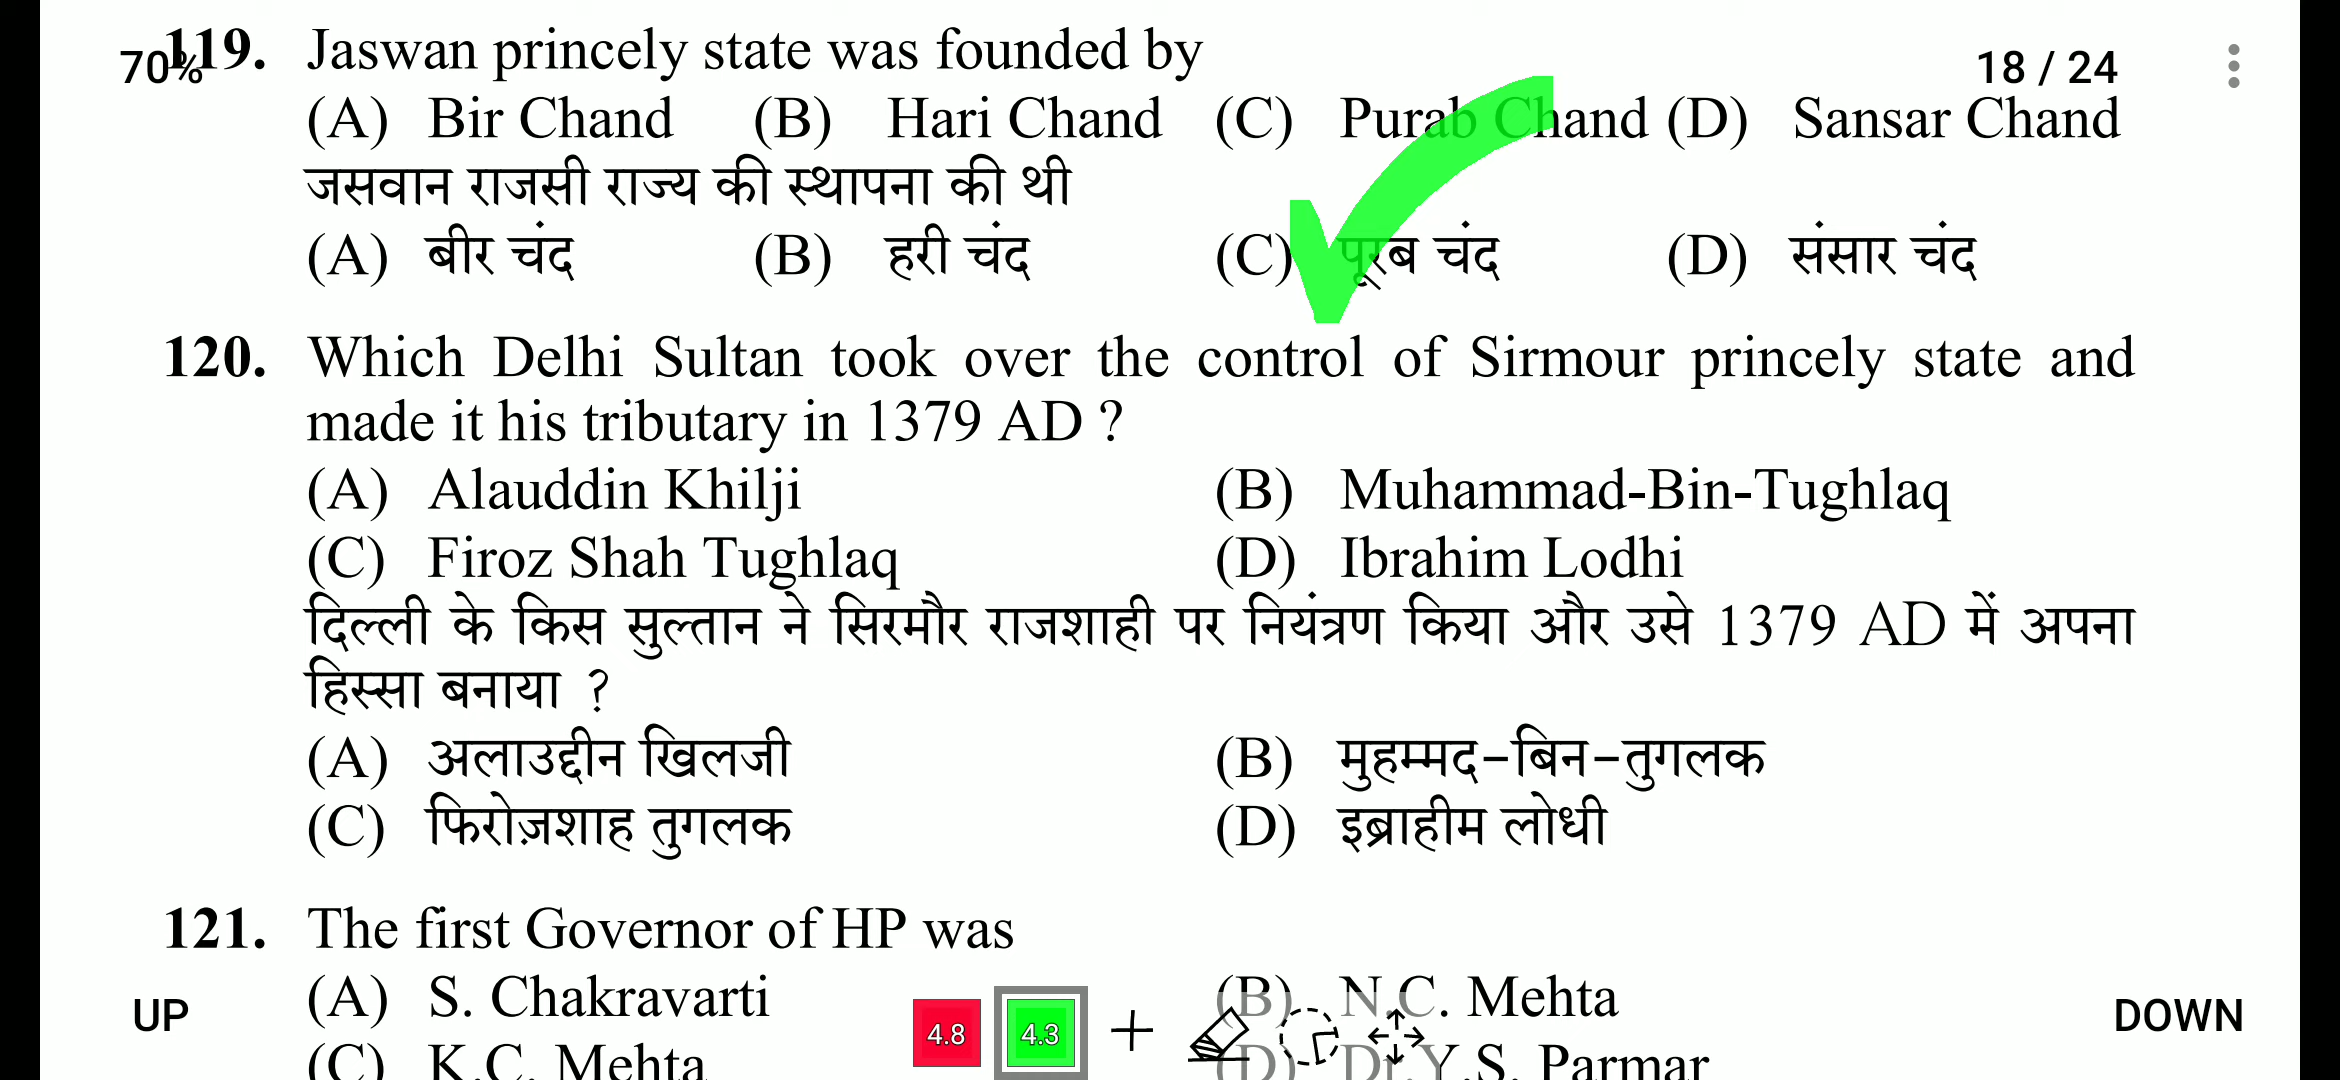 70%
18 / 24
119. Jaswan princely state was founded by
(A) Bir Chand (B) Hari Chand (C) Purab Chand (D) Sansar Chand
जसवान राजसी राज्य की स्थापना की थी
(A) बीर चंद (B) हरी चंद (C) पूरब चंद (D) संसार चंद
120. Which Delhi Sultan took over the control of Sirmour princely state and
made it his tributary in 1379 AD ?
(A) Alauddin Khilji (B) Muhammad-Bin-Tughlaq
(C) Firoz Shah Tughlaq (D) Ibrahim Lodhi
दिल्ली के किस सुल्तान ने सिरमौर राजशाही पर नियंत्रण किया और उसे 1379 AD में अपना
हिस्सा बनाया ?
(A) अलाउद्दीन खिलजी (B) मुहम्मद-बिन-तुगलक
(C) फिरोज़शाह तुगलक (D) इब्राहीम लोधी
121. The first Governor of HP was
(A) S. Chakravarti (B) N.C. Mehta
(C) K.C. Mehta (D) Dr. Y.S. Parmar
UP
4.8
4.3
DOWN